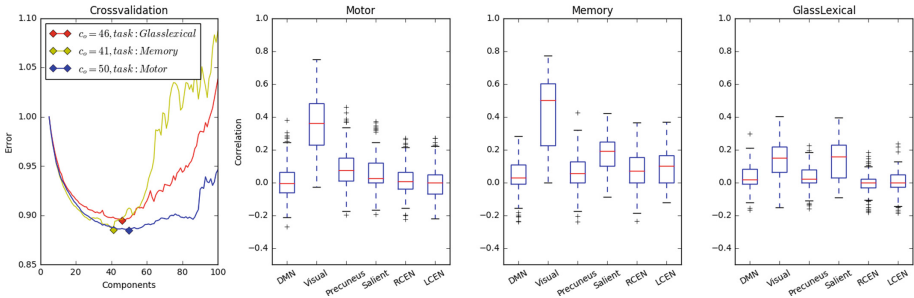 Crossvalidation
Motor
Memory
GlassLexical
c_o = 46, task : Glasslexical
c_o = 41, task : Memory
c_o = 50, task : Motor
Error
1.10
1.05
1.00
0.95
0.90
0.85
0
20
40
60
80
100
Components
Correlation
1.0
0.8
0.6
0.4
0.2
0.0
−0.2
−0.4
DMN
Visual
Precuneus
Salient
RCEN
LCEN
1.0
0.8
0.6
0.4
0.2
0.0
−0.2
−0.4
DMN
Visual
Precuneus
Salient
RCEN
LCEN
1.0
0.8
0.6
0.4
0.2
0.0
−0.2
−0.4
DMN
Visual
Precuneus
Salient
RCEN
LCEN